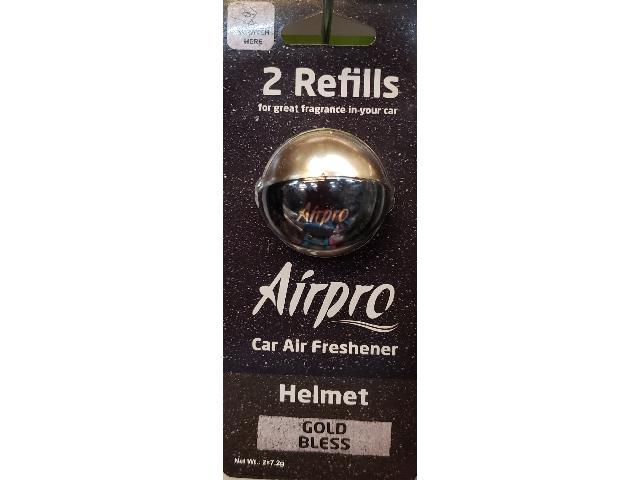 HERE
2 Refills
for great fragrance in your car
Airpro
Airpro
Car Air Freshener
Helmet
GOLD
BLESS
Net Wt.: 2x7.2g